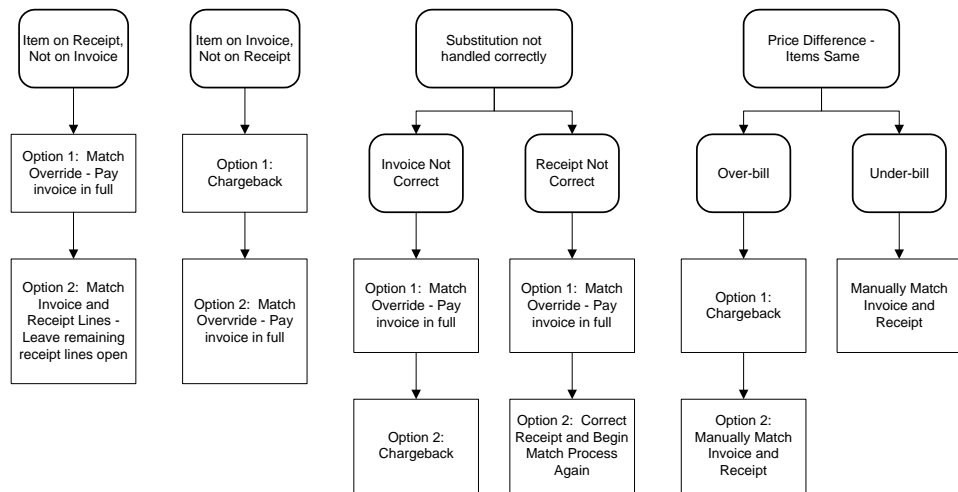 Item on Receipt,
Not on Invoice
Item on Invoice,
Not on Receipt
Substitution not
handled correctly
Price Difference -
Items Same
Option 1: Match
Override - Pay
invoice in full
Option 1:
Chargeback
Invoice Not
Correct
Receipt Not
Correct
Over-bill
Under-bill
Option 2: Match
Invoice and
Receipt Lines -
Leave remaining
receipt lines open
Option 2: Match
Overvride - Pay
invoice in full
Option 1: Match
Override - Pay
invoice in full
Option 1: Match
Override - Pay
invoice in full
Option 1:
Chargeback
Manually Match
Invoice and
Receipt
Option 2:
Chargeback
Option 2: Correct
Receipt and Begin
Match Process
Again
Option 2:
Manually Match
Invoice and
Receipt